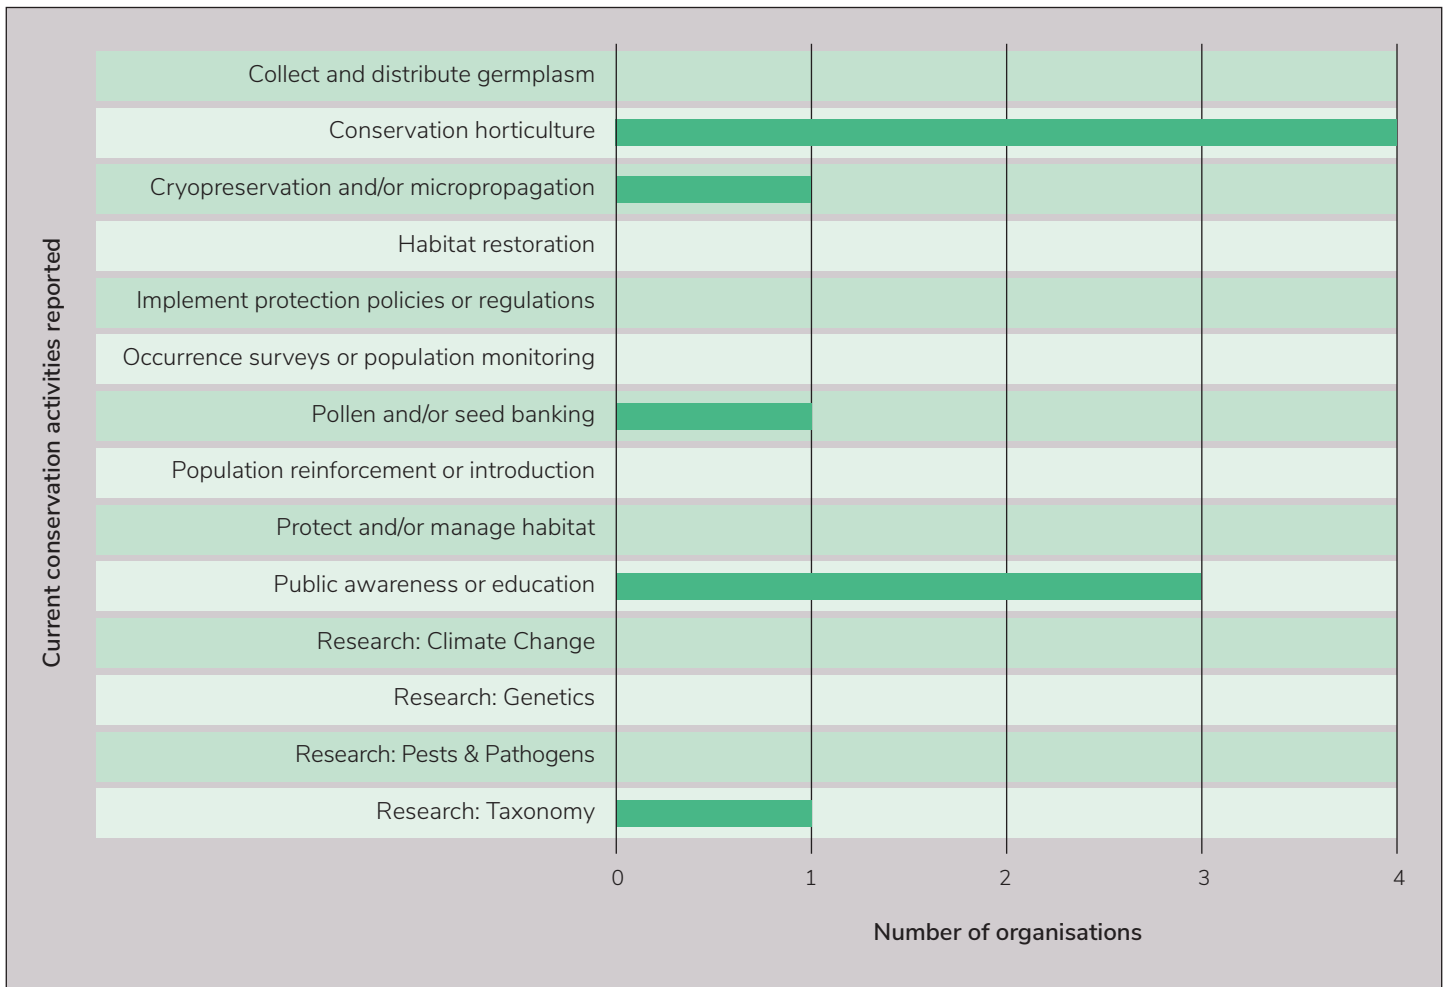 Current conservation activities reported
Collect and distribute germplasm
Conservation horticulture
Cryopreservation and/or micropropagation
Habitat restoration
Implement protection policies or regulations
Occurrence surveys or population monitoring
Pollen and/or seed banking
Population reinforcement or introduction
Protect and/or manage habitat
Public awareness or education
Research: Climate Change
Research: Genetics
Research: Pests & Pathogens
Research: Taxonomy
0 1 2 3 4
Number of organisations